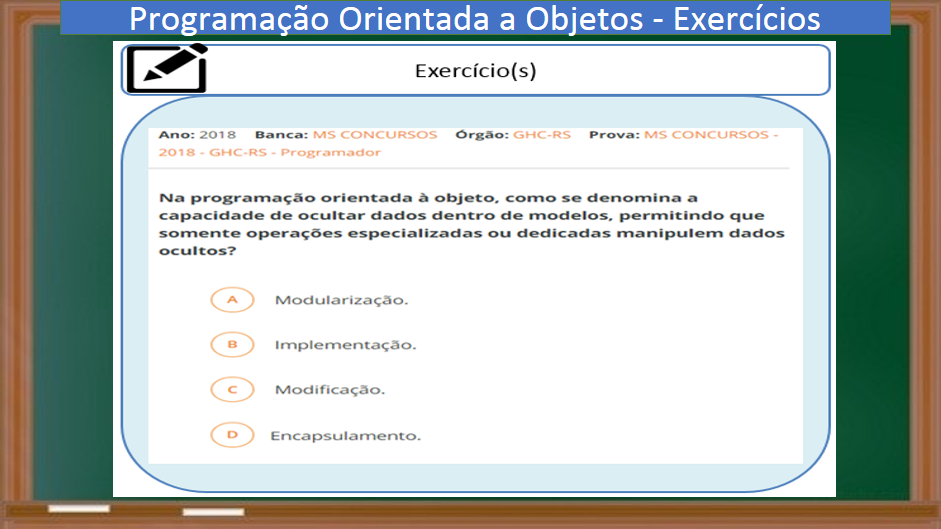 Programação Orientada a Objetos - Exercícios
Exercício(s)
Ano: 2018 Banca: MS CONCURSOS Órgão: GHC-RS Prova: MS CONCURSOS -
2018 - GHC-RS - Programador
Na programação orientada à objeto, como se denomina a
capacidade de ocultar dados dentro de modelos, permitindo que
somente operações especializadas ou dedicadas manipulem dados
ocultos?
A Modularização.
B Implementação.
C Modificação.
D Encapsulamento.